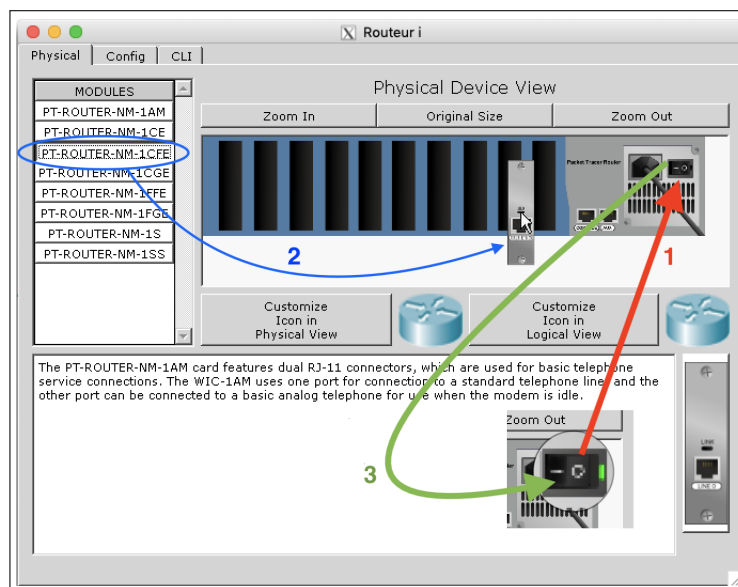 Routeur i
Physical
Config
CLI
MODULES
PT-ROUTER-NM-1AM
PT-ROUTER-NM-1CE
PT-ROUTER-NM-1CFE
PT-ROUTER-NM-1CGE
PT-ROUTER-NM-1FFE
PT-ROUTER-NM-1FGE
PT-ROUTER-NM-1S
PT-ROUTER-NM-1SS
Physical Device View
Zoom In
Original Size
Zoom Out
Packet Tracer Router
AUX
2
1
Customize
Icon in
Physical View
Customize
Icon in
Logical View
The PT-ROUTER-NM-1AM card features dual RJ-11 connectors, which are used for basic telephone
service connections. The WIC-1AM uses one port for connection to a standard telephone line, and the
other port can be connected to a basic analog telephone for use when the modem is idle.
Zoom Out
3
LINK
LINE 0